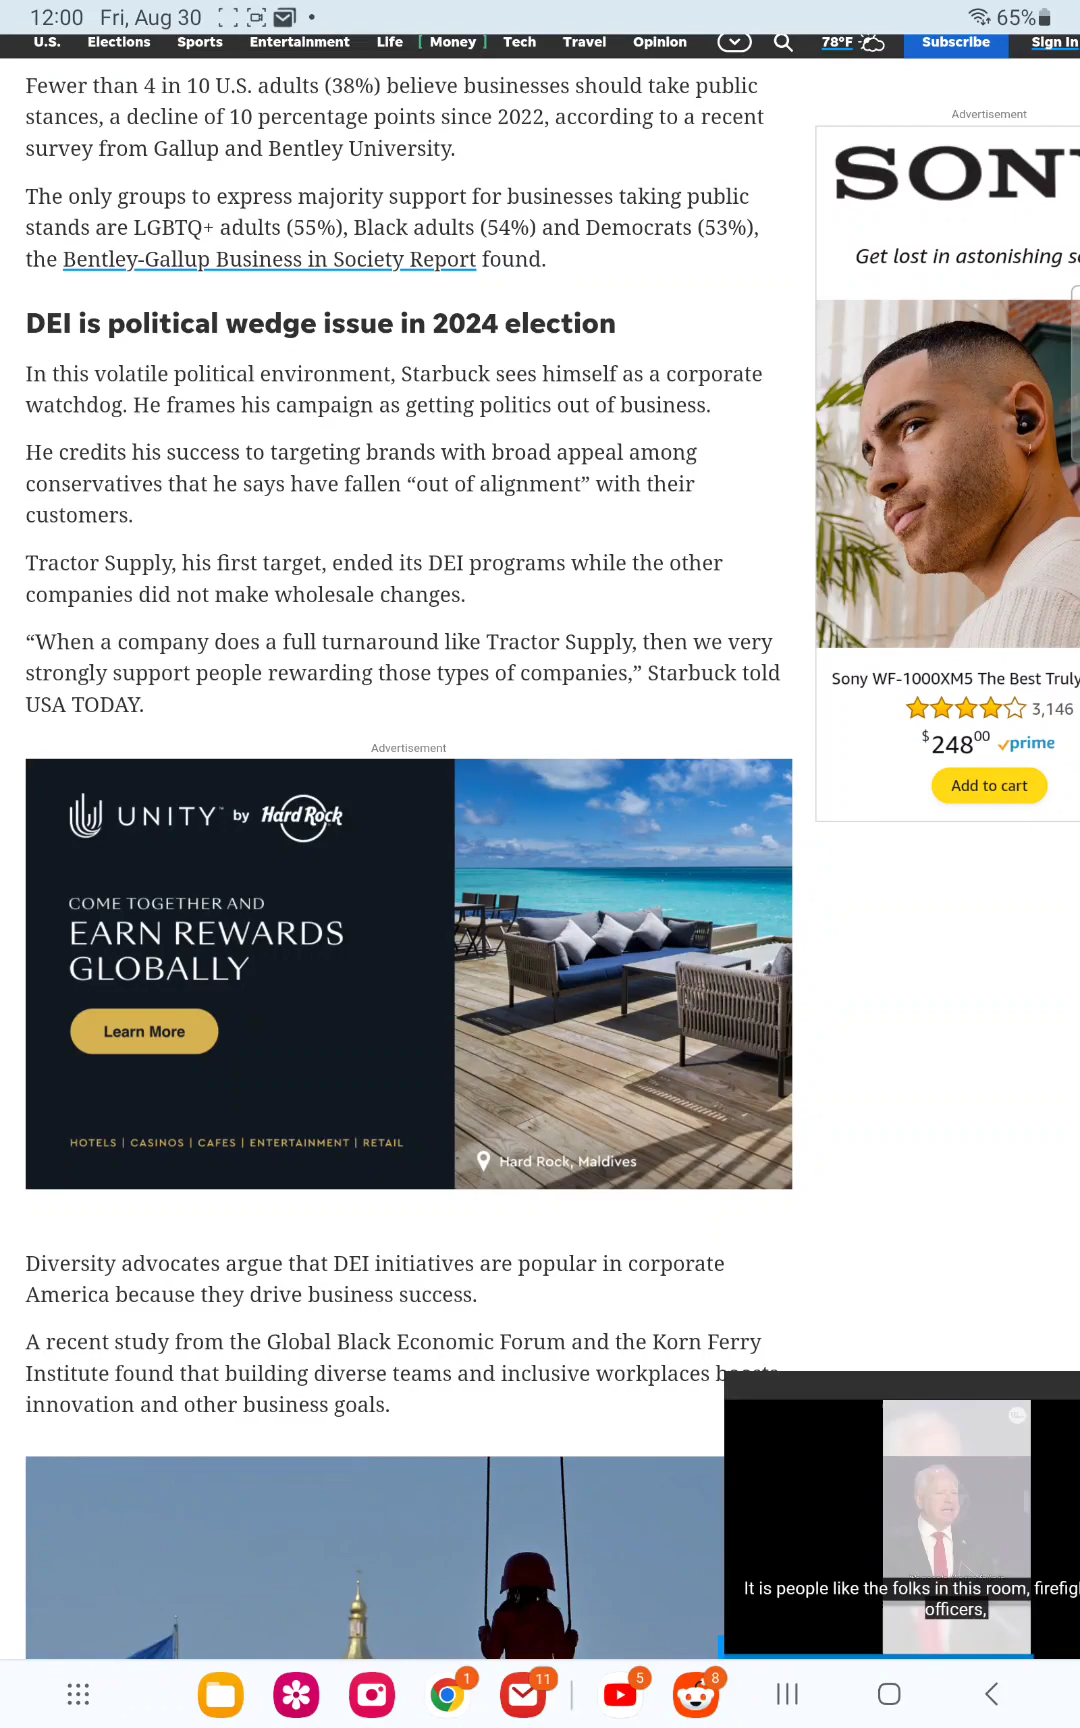 12:00 Fri, Aug 30
65%
U.S. Elections Sports Entertainment Life Money Tech Travel Opinion 78°F Subscribe Sign In
Fewer than 4 in 10 U.S. adults (38%) believe businesses should take public
stances, a decline of 10 percentage points since 2022, according to a recent
survey from Gallup and Bentley University.
The only groups to express majority support for businesses taking public
stands are LGBTQ+ adults (55%), Black adults (54%) and Democrats (53%),
the Bentley-Gallup Business in Society Report found.
DEI is political wedge issue in 2024 election
In this volatile political environment, Starbuck sees himself as a corporate
watchdog. He frames his campaign as getting politics out of business.
He credits his success to targeting brands with broad appeal among
conservatives that he says have fallen “out of alignment” with their
customers.
Tractor Supply, his first target, ended its DEI programs while the other
companies did not make wholesale changes.
“When a company does a full turnaround like Tractor Supply, then we very
strongly support people rewarding those types of companies,” Starbuck told
USA TODAY.
Advertisement
UNITY™ by Hard Rock
COME TOGETHER AND
EARN REWARDS
GLOBALLY
Learn More
HOTELS | CASINOS | CAFES | ENTERTAINMENT | RETAIL
Hard Rock, Maldives
Diversity advocates argue that DEI initiatives are popular in corporate
America because they drive business success.
A recent study from the Global Black Economic Forum and the Korn Ferry
Institute found that building diverse teams and inclusive workplaces
innovation and other business goals.
Advertisement
SON
Get lost in astonishing
Sony WF-1000XM5 The Best Truly
3,146
$248 00 prime
Add to cart
It is people like the folks in this room,
officers,
1
11
5
8